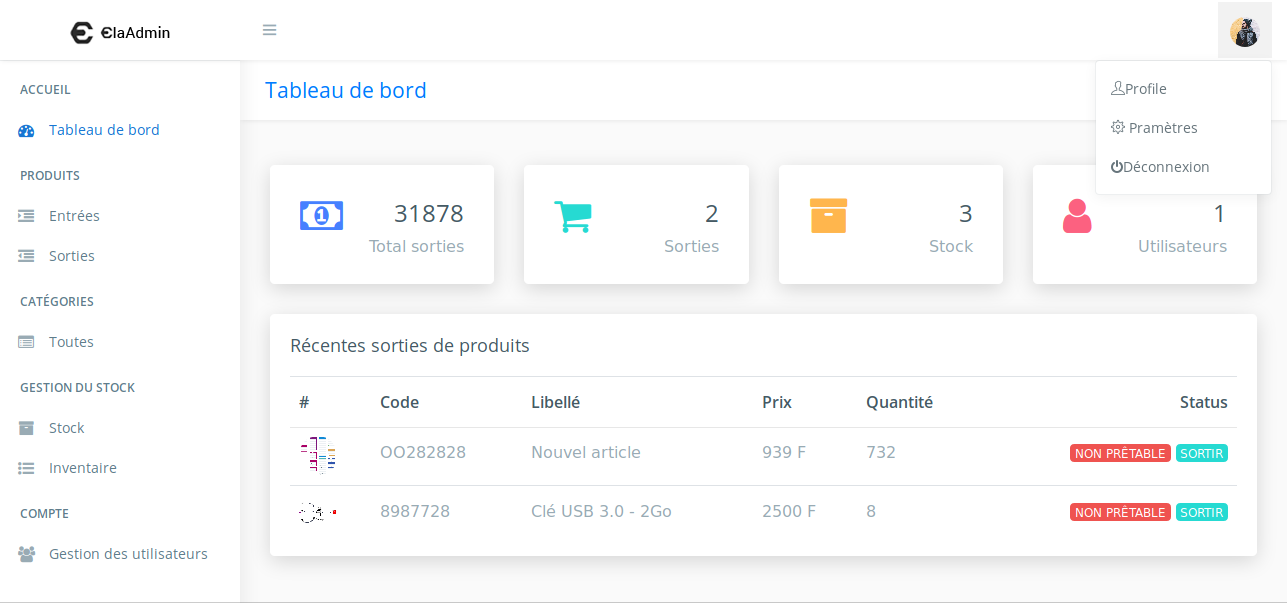 ЄlaAdmin
Profile
Pramètres
Déconnexion
ACCUEIL
Tableau de bord
PRODUITS
Entrées
Sorties
CATÉGORIES
Toutes
GESTION DU STOCK
Stock
Inventaire
COMPTE
Gestion des utilisateurs
Tableau de bord
1 31878
Total sorties
2
Sorties
3
Stock
1
Utilisateurs
Récentes sorties de produits
# Code Libellé Prix Quantité Status
OO282828 Nouvel article 939 F 732 NON PRÊTABLE SORTIR
8987728 Clé USB 3.0 - 2Go 2500 F 8 NON PRÊTABLE SORTIR